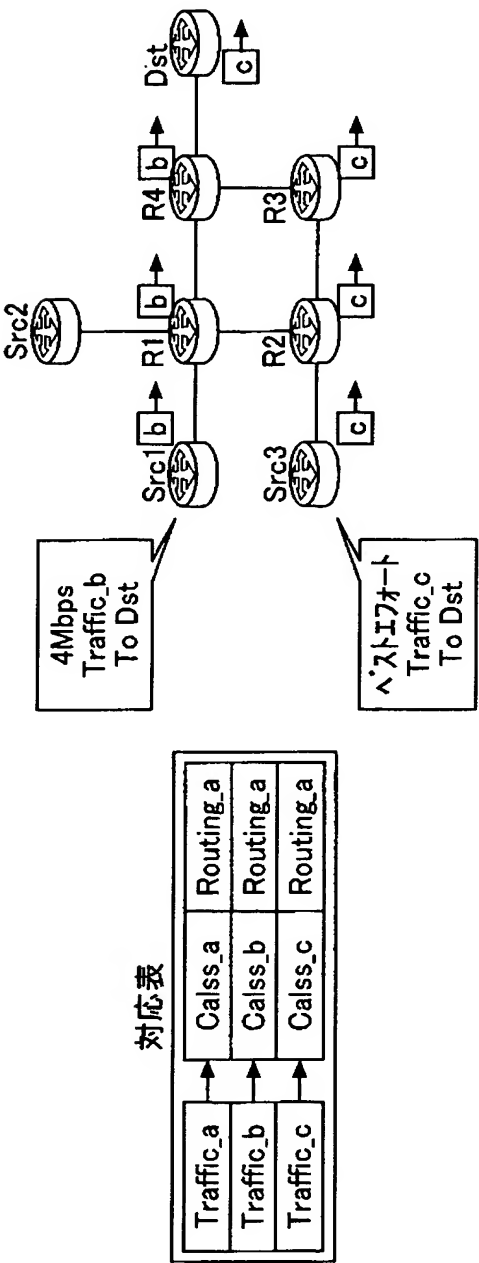 対応表
Traffic_a Calss_a Routing_a
Traffic_b Calss_b Routing_a
Traffic_c Calss_c Routing_a
4Mbps
Traffic_b
To Dst
ベストエフォート
Traffic_c
To Dst
Src2
Src1
b
R1
b
R4
b
Dst
c
Src3
c
R2
c
R3
c